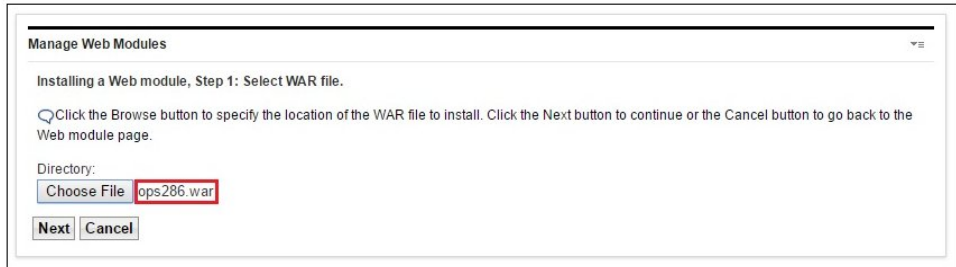 Manage Web Modules
Installing a Web module, Step 1: Select WAR file.
Click the Browse button to specify the location of the WAR file to install. Click the Next button to continue or the Cancel button to go back to the
Web module page.
Directory:
Choose File ops286.war
Next Cancel